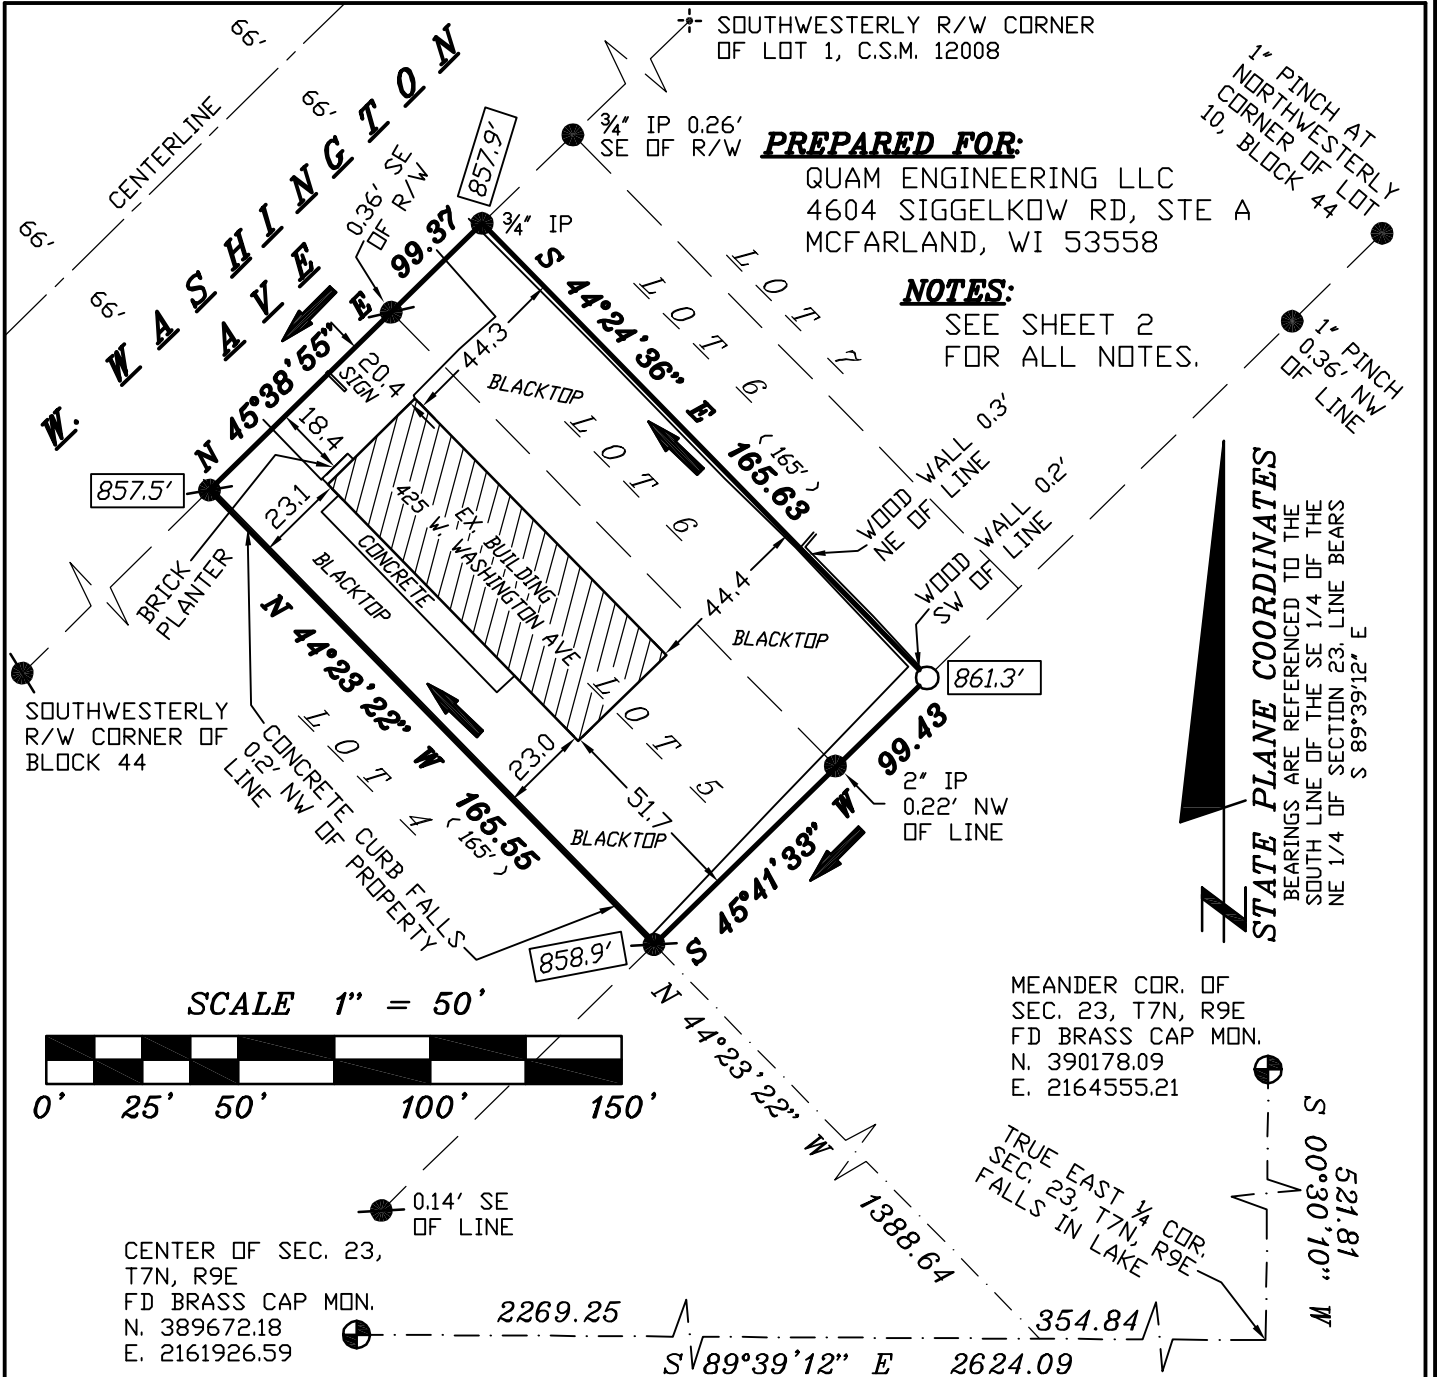 SOUTHWESTERLY R/W CORNER
OF LOT 1, C.S.M. 12008
66'
66'
66'
66'
CENTERLINE
W. WASHINGTON
AVE
3/4" IP 0.26'
SE OF R/W
PREPARED FOR:
QUAM ENGINEERING LLC
4604 SIGGELKOW RD, STE A
MCFARLAND, WI 53558
NOTES:
SEE SHEET 2
FOR ALL NOTES.
1" PINCH AT
NORTHWESTERLY
CORNER OF LOT
10, BLOCK 44
1" PINCH
0.36' NW
OF LINE
857.9'
3/4" IP
0.36' SE
OF R/W
N 45°38'55" E 99.37
S 44°24'36" E 165.63
(165')
LOT 7
LOT 6
LOT 6
44.3
20.4
SIGN
18.4
BLACKTOP
857.5'
23.1
BRICK
PLANTER
EX. BUILDING
425 W. WASHINGTON AVE
CONCRETE
BLACKTOP
WOOD WALL 0.3'
NE OF LINE
WOOD WALL 0.2'
SW OF LINE
44.4
BLACKTOP
861.3'
N 44°23'22" W 165.55
(165')
LOT 4
LOT 5
23.0
51.7
BLACKTOP
2" IP
0.22' NW
OF LINE
S 45°41'33" W 99.43
858.9'
SOUTHWESTERLY
R/W CORNER OF
BLOCK 44
CONCRETE CURB FALLS
0.2' NW OF PROPERTY
LINE
STATE PLANE COORDINATES
BEARINGS ARE REFERENCED TO THE
SOUTH LINE OF THE SE 1/4 OF THE
NE 1/4 OF SECTION 23. LINE BEARS
S 89°39'12" E
SCALE 1" = 50'
0' 25' 50' 100' 150'
N 44°23'22" W 1388.64
MEANDER COR. OF
SEC. 23, T7N, R9E
FD BRASS CAP MON.
N. 390178.09
E. 2164555.21
TRUE EAST 1/4 COR.
SEC. 23, T7N, R9E
FALLS IN LAKE
521.81
S 00°30'10" W
0.14' SE
OF LINE
CENTER OF SEC. 23,
T7N, R9E
FD BRASS CAP MON.
N. 389672.18
E. 2161926.59
2269.25
354.84
S 89°39'12" E 2624.09